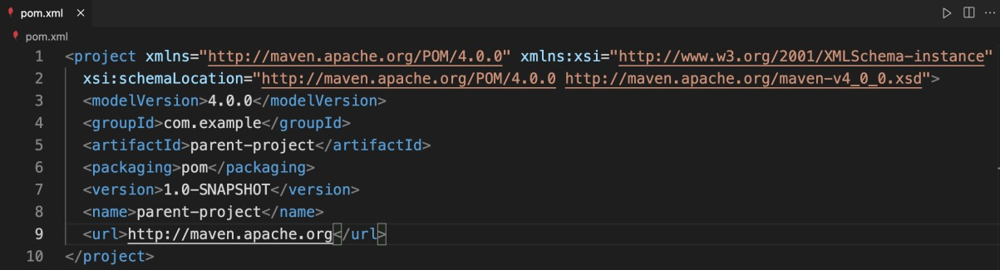 pom.xml
pom.xml
1 <project xmlns="http://maven.apache.org/POM/4.0.0" xmlns:xsi="http://www.w3.org/2001/XMLSchema-instance"
2 xsi:schemaLocation="http://maven.apache.org/POM/4.0.0 http://maven.apache.org/maven-v4_0_0.xsd">
3 <modelVersion>4.0.0</modelVersion>
4 <groupId>com.example</groupId>
5 <artifactId>parent-project</artifactId>
6 <packaging>pom</packaging>
7 <version>1.0-SNAPSHOT</version>
8 <name>parent-project</name>
9 <url>http://maven.apache.org</url>
10 </project>